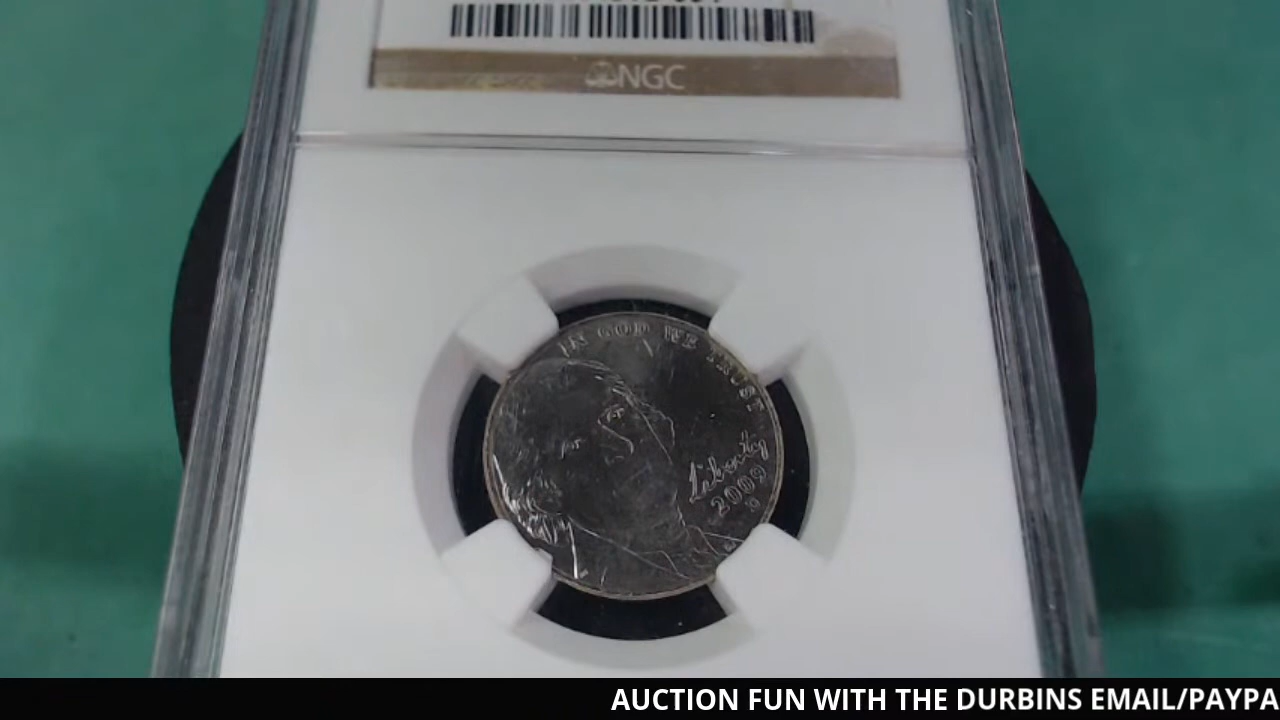 NGC
IN GOD WE TRUST
Liberty
2009
AUCTION FUN WITH THE DURBINS EMAIL/PAYPA